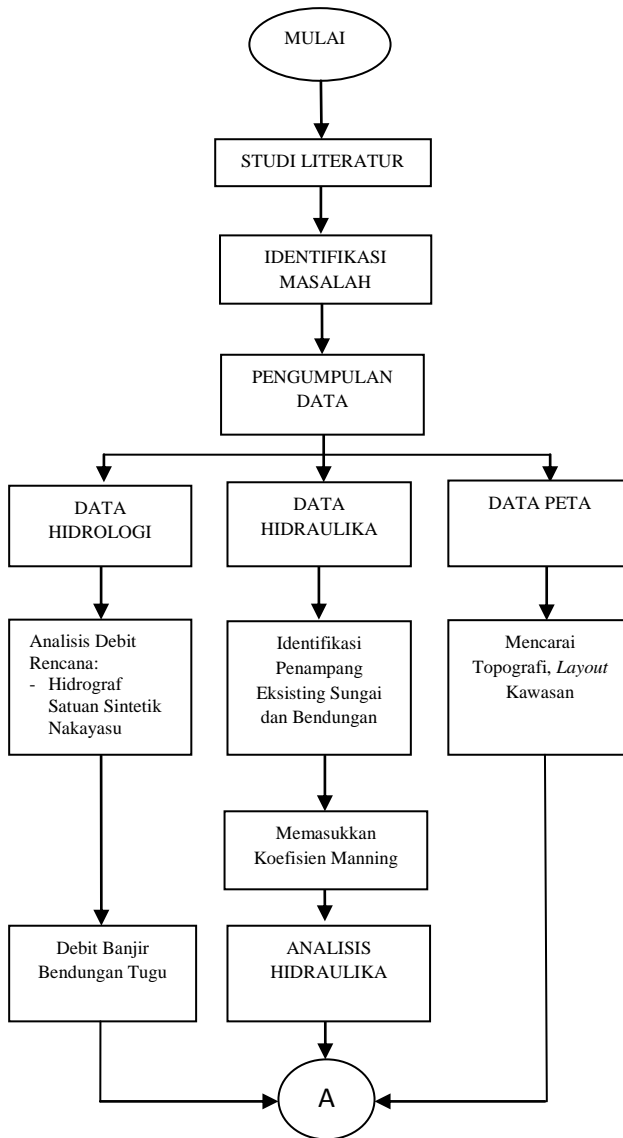 MULAI
STUDI LITERATUR
IDENTIFIKASI
MASALAH
PENGUMPULAN
DATA
DATA
HIDROLOGI
DATA
HIDRAULIKA
DATA PETA
Analisis Debit
Rencana:
- Hidrograf
Satuan Sintetik
Nakayasu
Identifikasi
Penampang
Eksisting Sungai
dan Bendungan
Mencarai
Topografi, Layout
Kawasan
Memasukkan
Koefisien Manning
Debit Banjir
Bendungan Tugu
ANALISIS
HIDRAULIKA
A